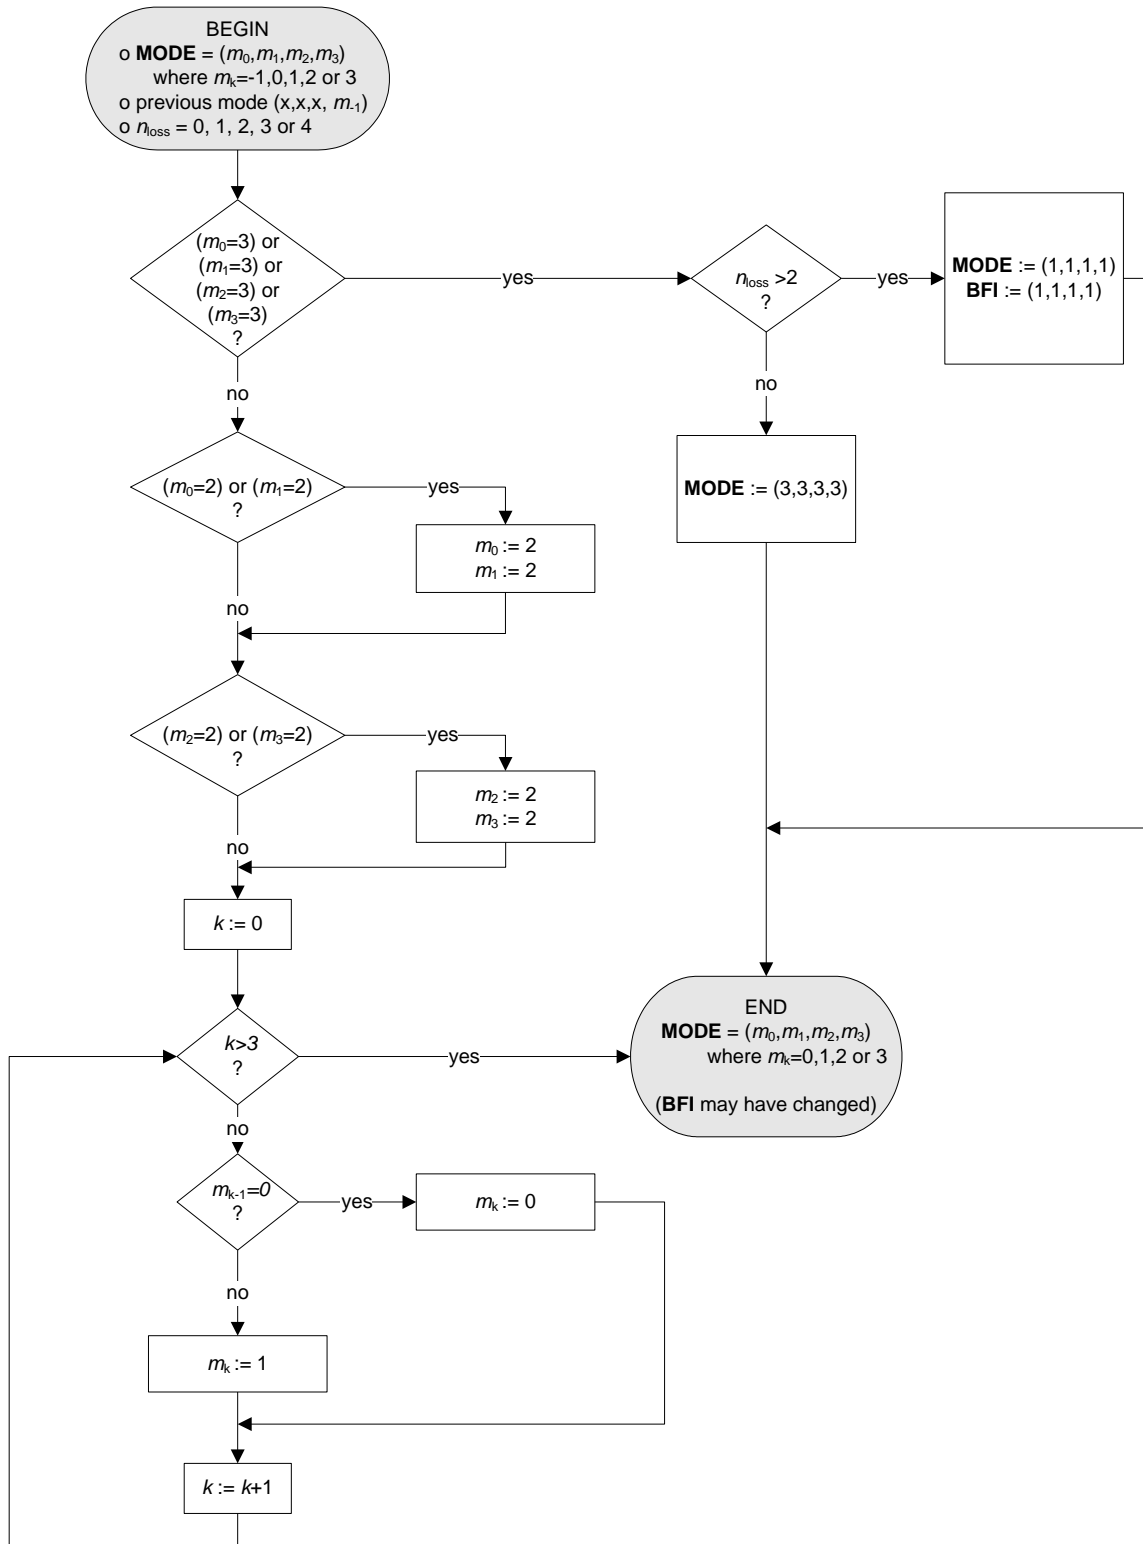 BEGIN
o MODE = (m0,m1,m2,m3)
where mk=-1,0,1,2 or 3
o previous mode (x,x,x, m-1)
o nloss = 0, 1, 2, 3 or 4
(m0=3) or
(m1=3) or
(m2=3) or
(m3=3)
?
yes
nloss >2
?
yes
MODE := (1,1,1,1)
BFI := (1,1,1,1)
no
no
MODE := (3,3,3,3)
(m0=2) or (m1=2)
?
yes
m0 := 2
m1 := 2
no
(m2=2) or (m3=2)
?
yes
m2 := 2
m3 := 2
no
k := 0
k>3
?
yes
END
MODE = (m0,m1,m2,m3)
where mk=0,1,2 or 3
(BFI may have changed)
no
mk-1=0
?
yes
mk := 0
no
mk := 1
k := k+1